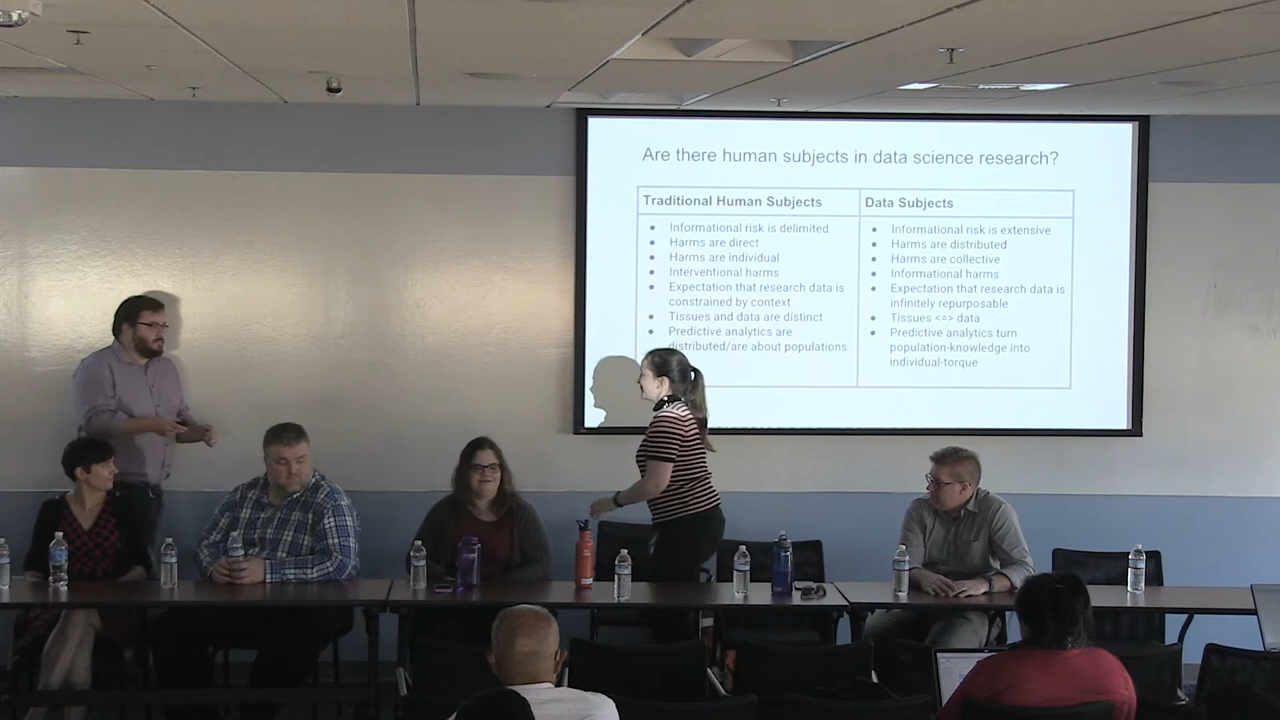 Are there human subjects in data science research?
Traditional Human Subjects
Informational risk is delimited
Harms are direct
Harms are individual
Interventional harms
Expectation that research data is
constrained by context
Tissues and data are distinct
Predictive analytics are
distributed/are about populations
Data Subjects
Informational risk is extensive
Harms are distributed
Harms are collective
Informational harms
Expectation that research data is
infinitely repurposable
Tissues <=> data
Predictive analytics turn
population-knowledge into
individual-torque